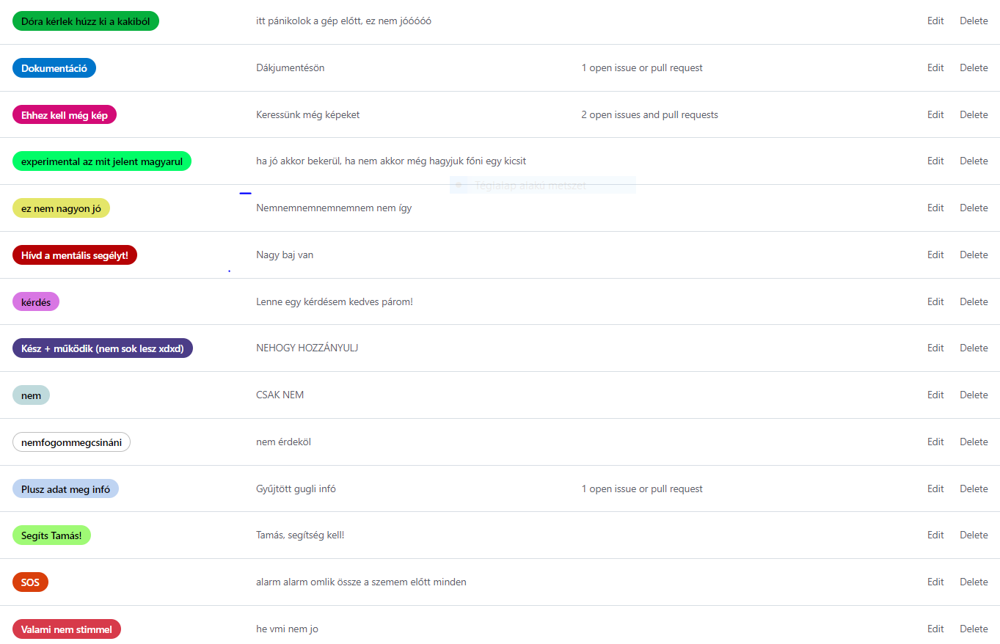 Dóra kérlek húzz ki a kakiból itt pánikolok a gép előtt, ez nem jóóóóó Edit Delete
Dokumentáció Dákjumentésön 1 open issue or pull request Edit Delete
Ehhez kell még kép Keressünk még képeket 2 open issues and pull requests Edit Delete
experimental az mit jelent magyarul ha jó akkor bekerül, ha nem akkor még hagyjuk főni egy kicsit Edit Delete
Téglalap alakú metszet
ez nem nagyon jó Nemnemnemnemnemnem nem így Edit Delete
Hívd a mentális segélyt! Nagy baj van Edit Delete
kérdés Lenne egy kérdésem kedves párom! Edit Delete
Kész + működik (nem sok lesz xdxd) NEHOGY HOZZÁNYULJ Edit Delete
nem CSAK NEM Edit Delete
nemfogommegcsináni nem érdeköl Edit Delete
Plusz adat meg infó Gyűjtött gugli infó 1 open issue or pull request Edit Delete
Segíts Tamás! Tamás, segítség kell! Edit Delete
SOS alarm alarm omlik össze a szemem előtt minden Edit Delete
Valami nem stimmel he vmi nem jo Edit Delete